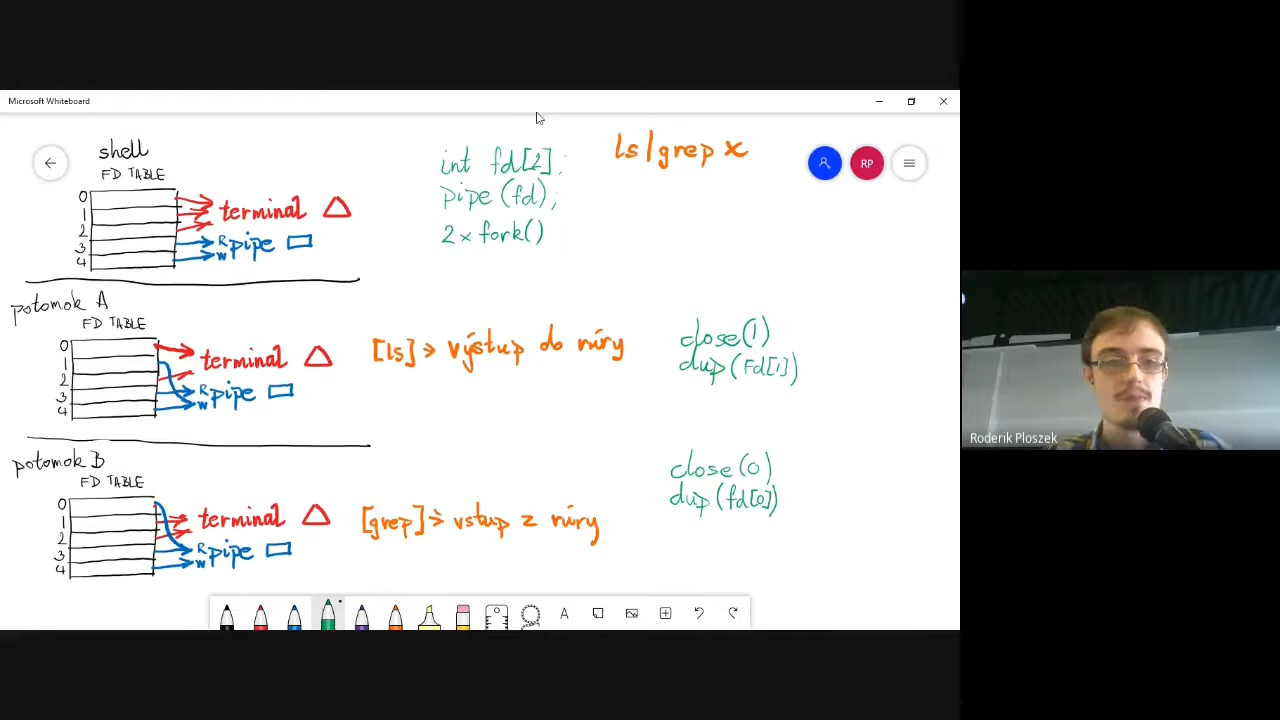 Microsoft Whiteboard
shell
FD TABLE
0
1
2
3
4
terminal
R pipe
W
int fd[2];
pipe(fd);
2x fork()
ls|grep x
RP
potomok A
FD TABLE
0
1
2
3
4
terminal
R pipe
W
[ls] → výstup do rúry
close(1)
dup(Fd[1])
potomok B
FD TABLE
0
1
2
3
4
terminal
R pipe
W
[grep] → vstup z rúry
close(0)
dup(fd[0])
A
Roderik Ploszek